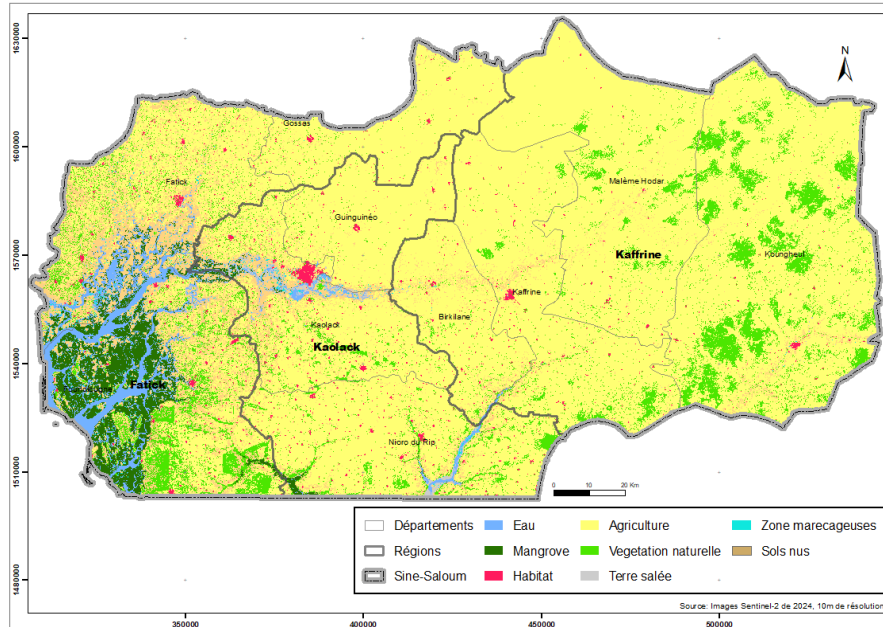 1630000
N
Gossas
1600000
Maléme Hodar
Fatick
Guinguinéo
1570000
Kaffrine
Koungheul
Kaffrine
Birkilane
Kaolack
Kaolack
1540000
Fatick
Nioro du Rip
1510000
0 10 20 Km
Départements
Eau
Agriculture
Zone marecageuses
Régions
Mangrove
Vegetation naturelle
Sols nus
Sine-Saloum
Habitat
Terre salée
1480000
Source: Images Sentinel-2 de 2024, 10m de résolution
350000
400000
450000
500000